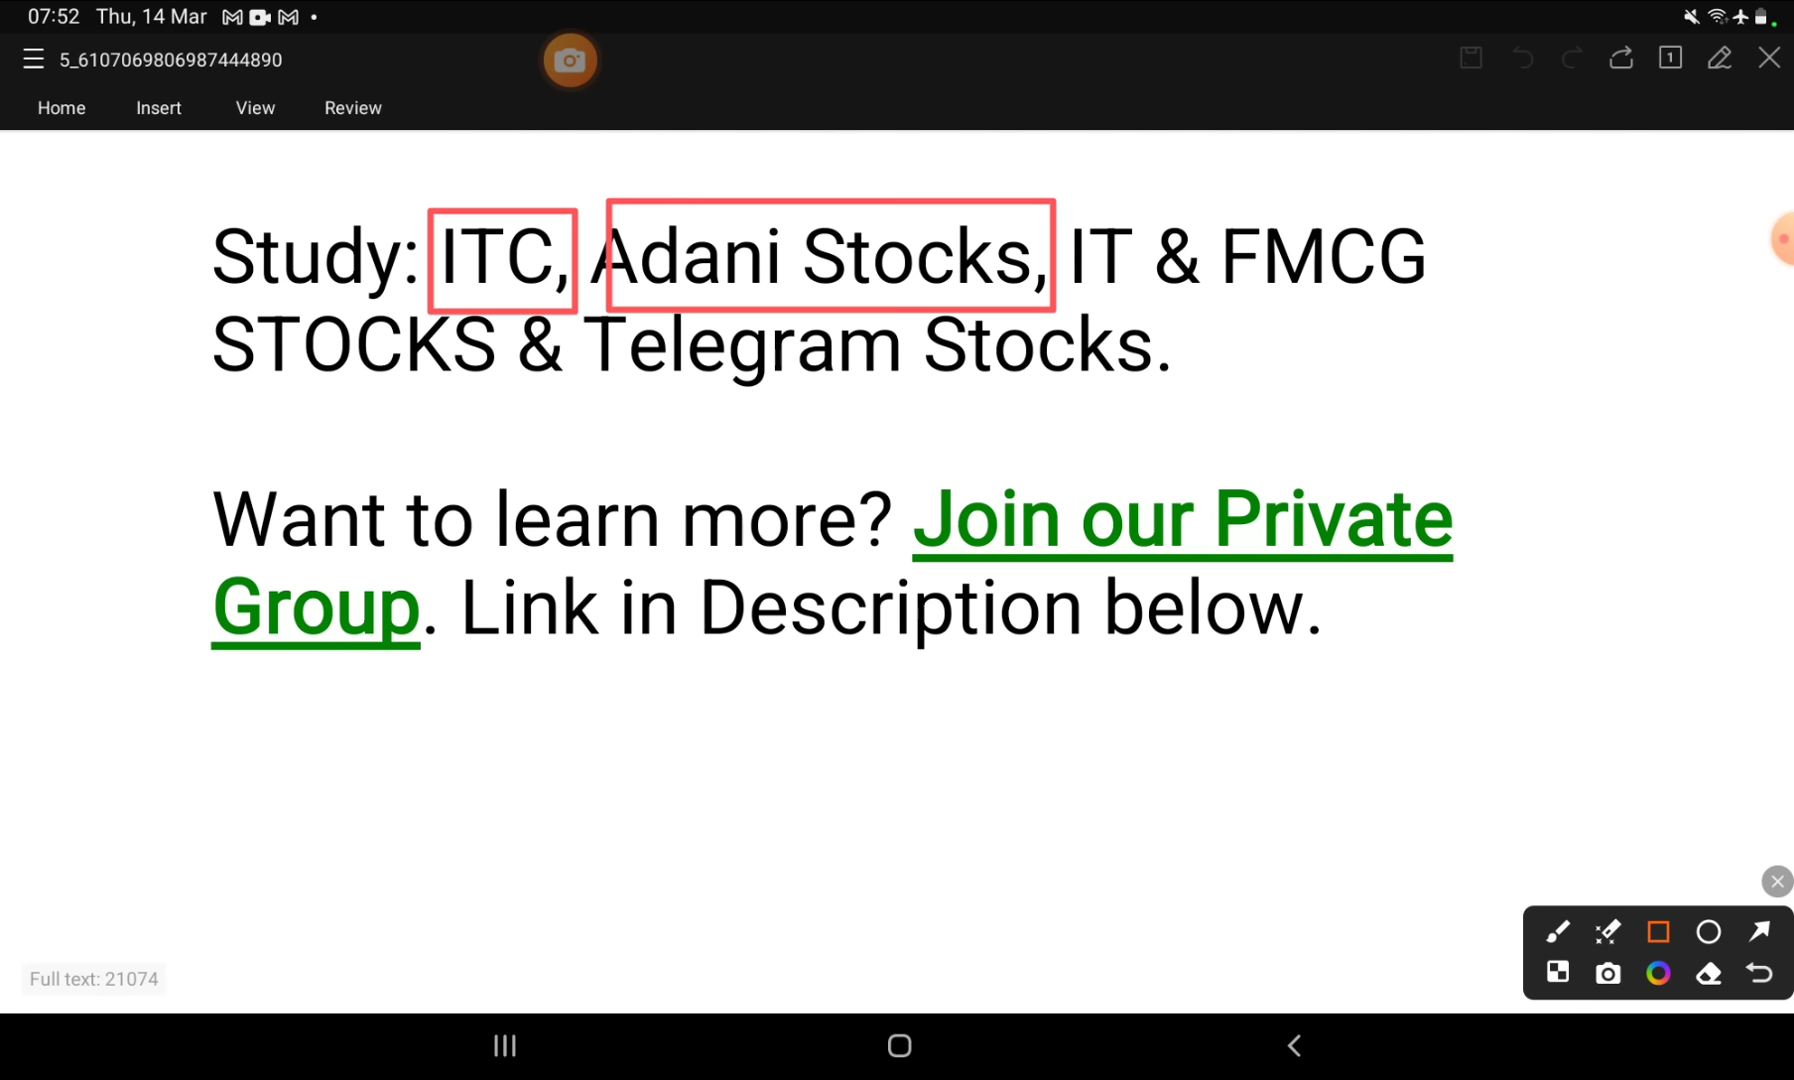 07:52 Thu, 14 Mar
5_6107069806987444890
1
Home Insert View Review
Study: ITC, Adani Stocks, IT & FMCG
STOCKS & Telegram Stocks.
Want to learn more? Join our Private
Group. Link in Description below.
Full text: 21074